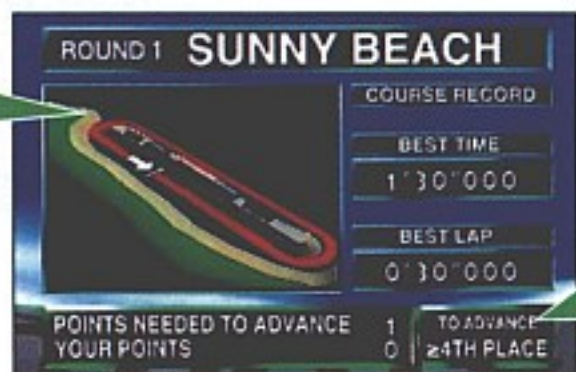 ROUND 1 SUNNY BEACH
COURSE RECORD
BEST TIME
1'30"000
BEST LAP
0'30"000
POINTS NEEDED TO ADVANCE 1
YOUR POINTS 0
TO ADVANCE
≥4TH PLACE